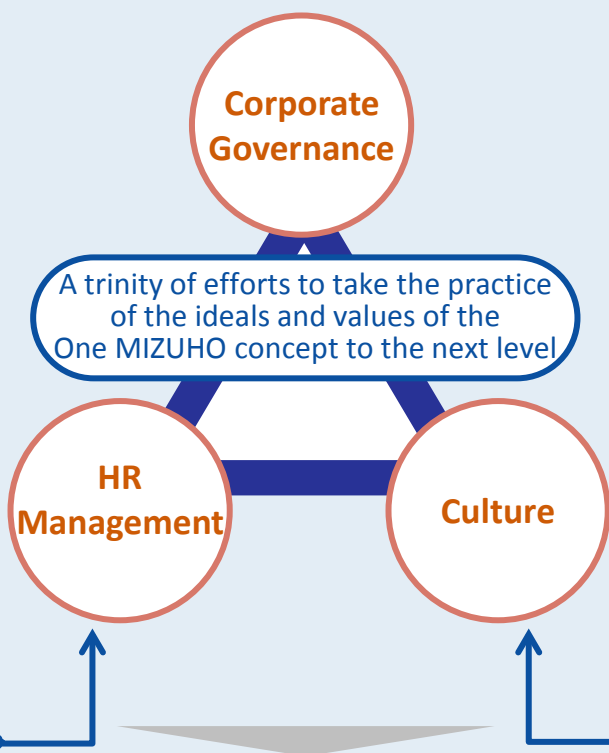 Corporate
Governance
A trinity of efforts to take the practice
of the ideals and values of the
One MIZUHO concept to the next level
HR
Management
Culture